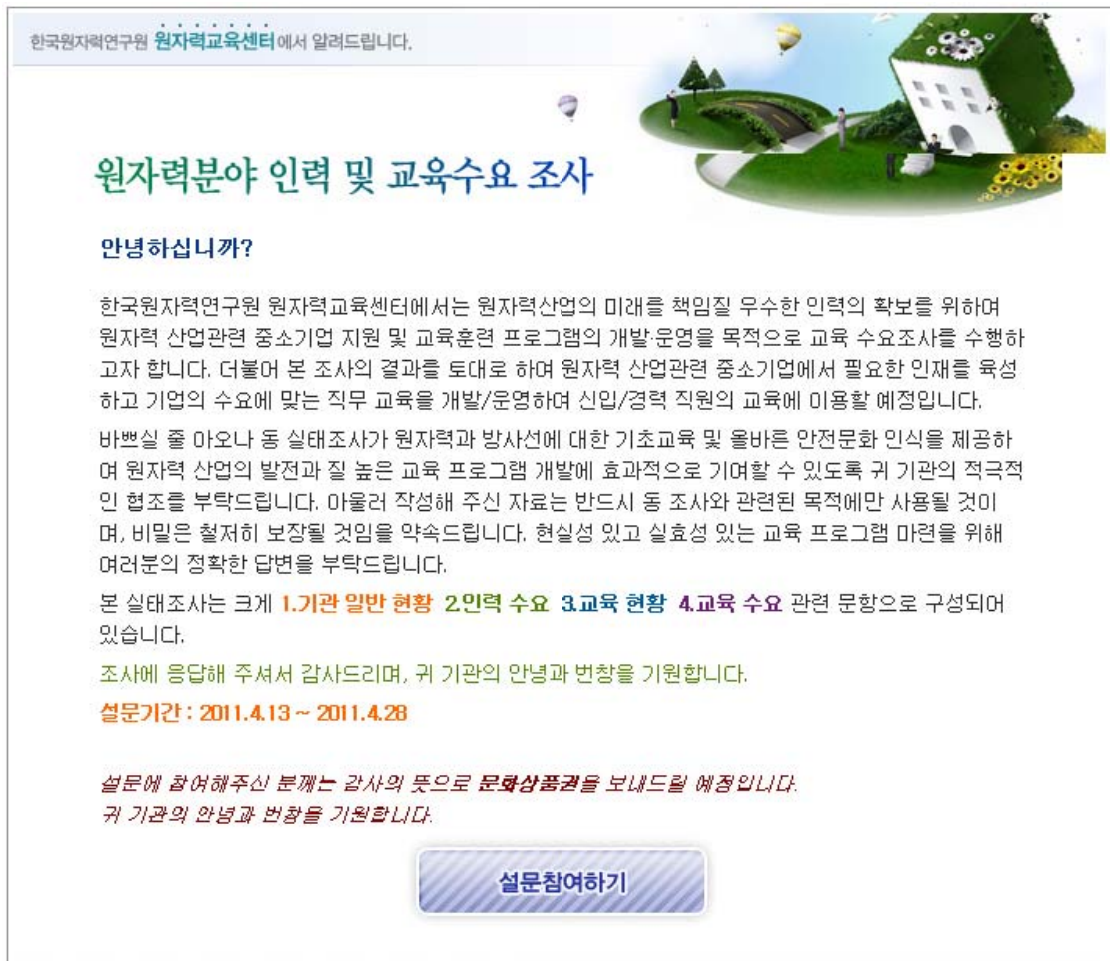 한국원자력연구원 원자력교육센터에서 알려드립니다.
원자력분야 인력 및 교육수요 조사
안녕하십니까?
한국원자력연구원 원자력교육센터에서는 원자력산업의 미래를 책임질 우수한 인력의 확보를 위하여
원자력 산업관련 중소기업 지원 및 교육훈련 프로그램의 개발·운영을 목적으로 교육 수요조사를 수행하
고자 합니다. 더불어 본 조사의 결과를 토대로 하여 원자력 산업관련 중소기업에서 필요한 인재를 육성
하고 기업의 수요에 맞는 직무 교육을 개발/운영하여 신입/경력 직원의 교육에 이용할 예정입니다.
바쁘실 줄 아오나 동 실태조사가 원자력과 방사선에 대한 기초교육 및 올바른 안전문화 인식을 제공하
여 원자력 산업의 발전과 질 높은 교육 프로그램 개발에 효과적으로 기여할 수 있도록 귀 기관의 적극적
인 협조를 부탁드립니다. 아울러 작성해 주신 자료는 반드시 동 조사와 관련된 목적에만 사용될 것이
며, 비밀은 철저히 보장될 것임을 약속드립니다. 현실성 있고 실효성 있는 교육 프로그램 마련을 위해
여러분의 정확한 답변을 부탁드립니다.
본 실태조사는 크게 1.기관 일반 현황 2.인력 수요 3.교육 현황 4.교육 수요 관련 문항으로 구성되어
있습니다.
조사에 응답해 주셔서 감사드리며, 귀 기관의 안녕과 번창을 기원합니다.
설문기간 : 2011.4.13 ~ 2011.4.28
설문에 참여해주신 분께는 감사의 뜻으로 문화상품권을 보내드릴 예정입니다.
귀 기관의 안녕과 번창을 기원합니다.
설문참여하기